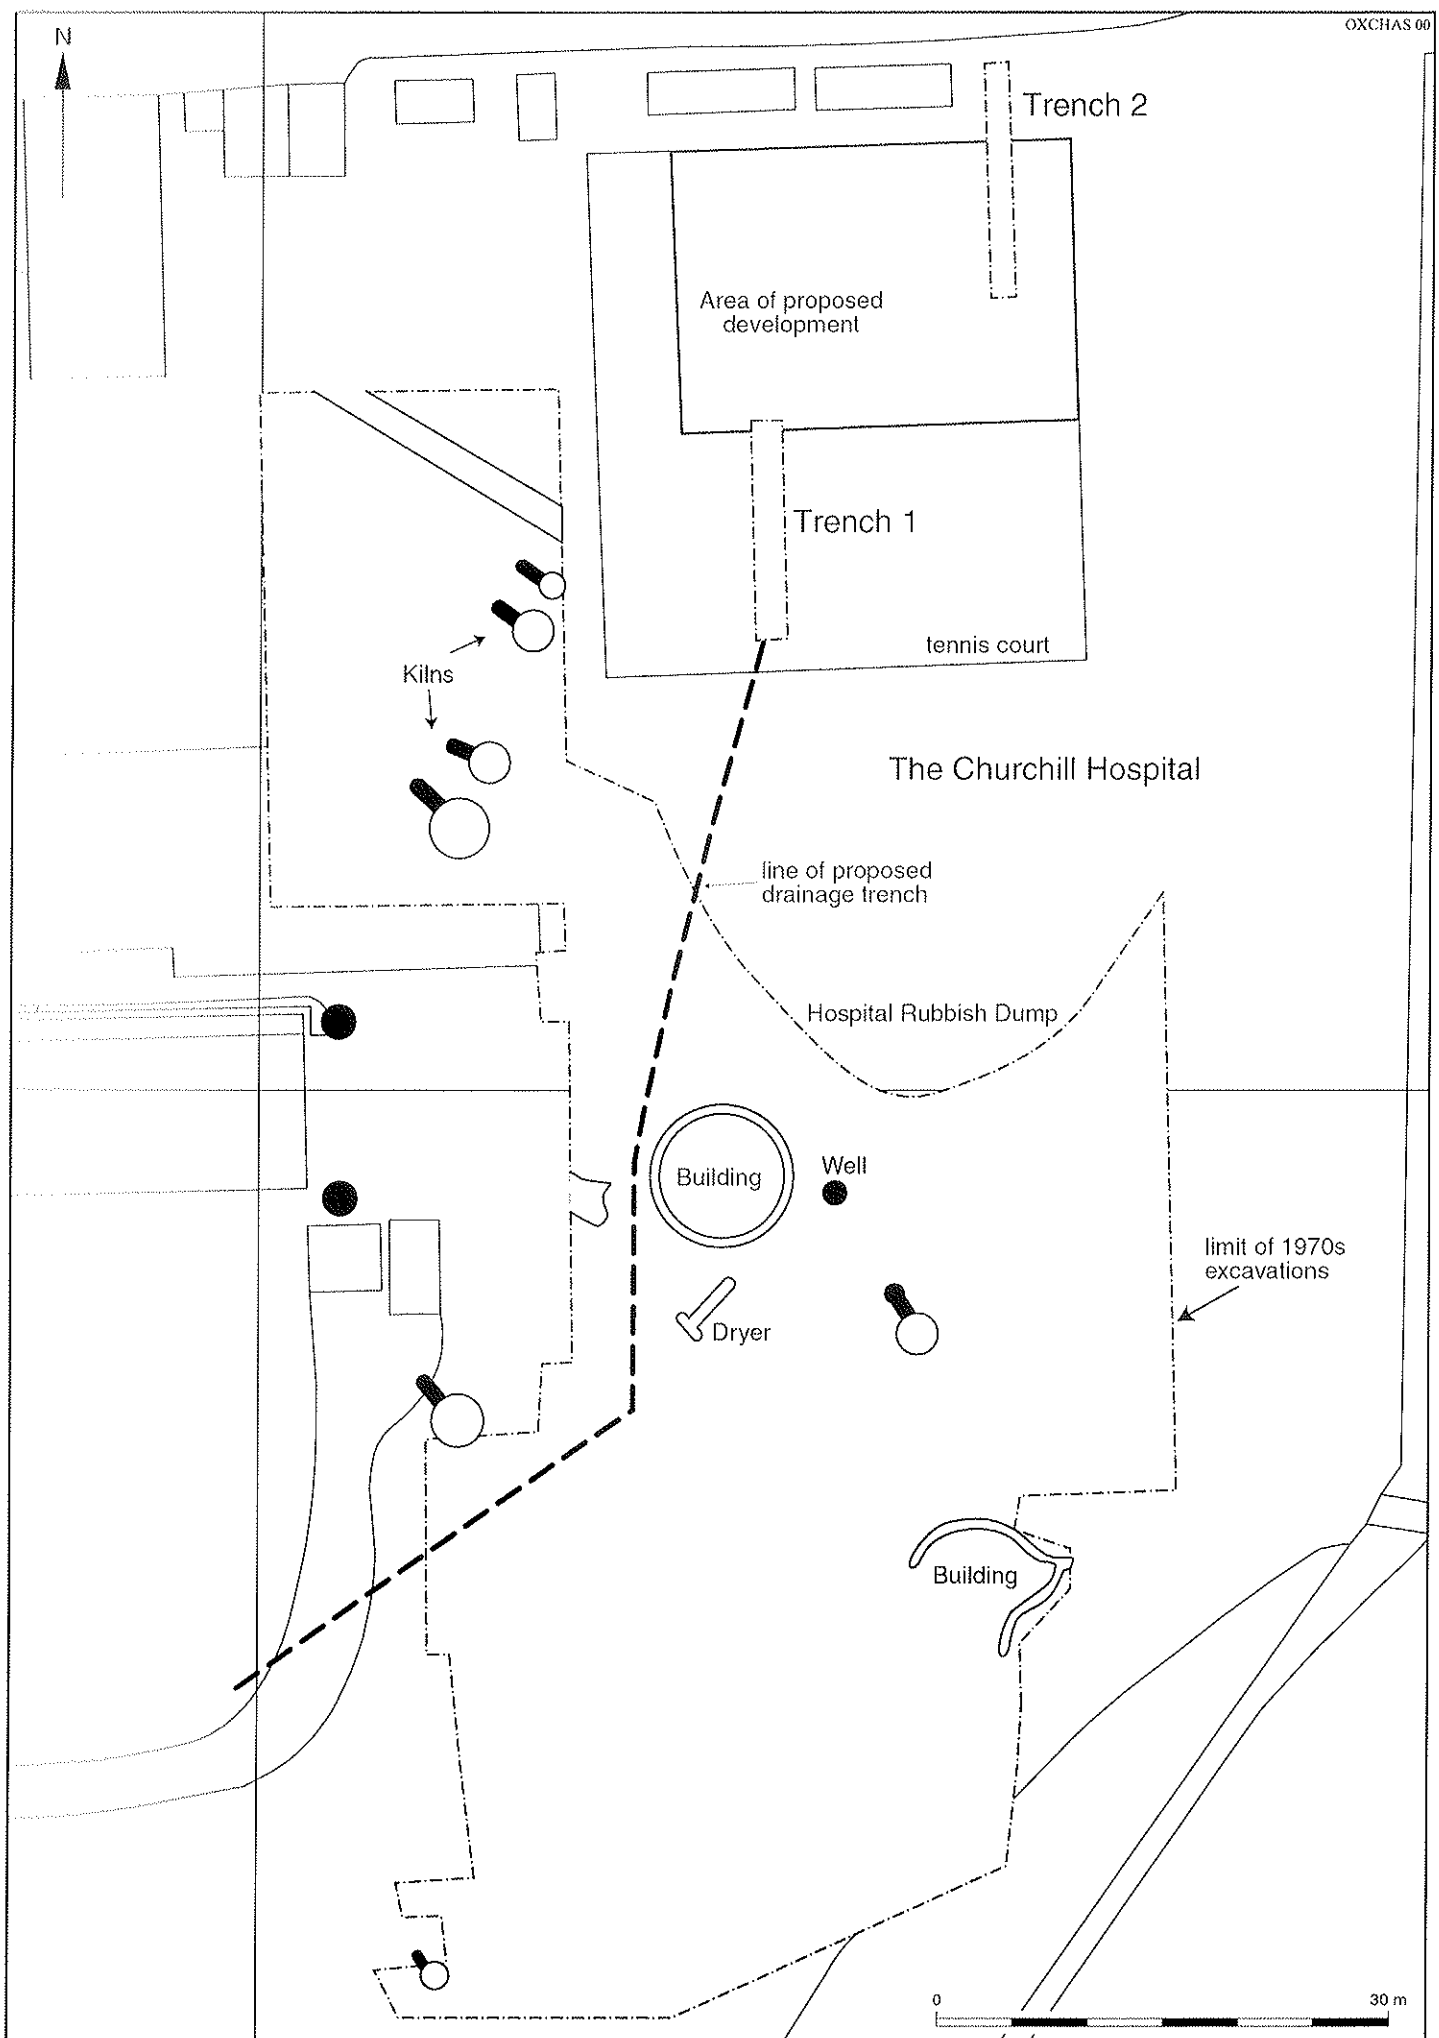 OXCHAS 00
N
Trench 2
Area of proposed
development
Trench 1
tennis court
Kilns
The Churchill Hospital
line of proposed
drainage trench
Hospital Rubbish Dump
Building
Well
limit of 1970s
excavations
Dryer
Building
0
30 m